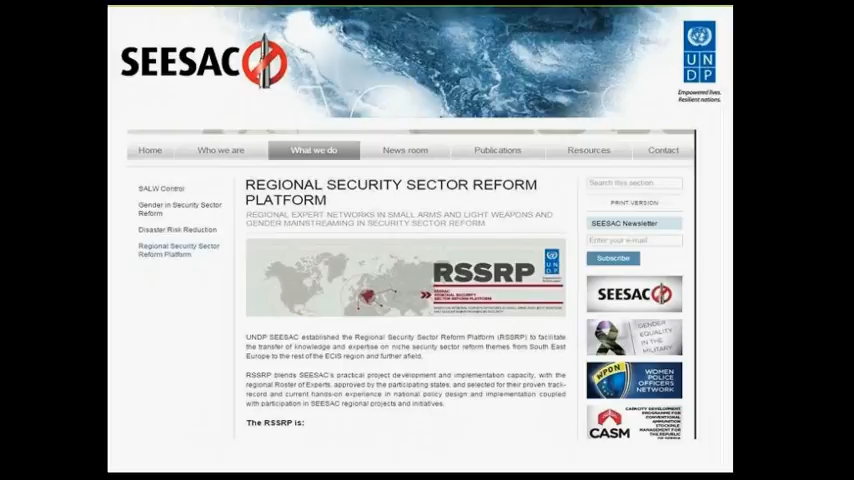 SEESAC
UN
DP
Empowered lives.
Resilient nations.
Home
Who we are
What we do
News room
Publications
Resources
Contact
SALW Control
Gender in Security Sector
Reform
Disaster Risk Reduction
Regional Security Sector
Reform Platform
REGIONAL SECURITY SECTOR REFORM
PLATFORM
REGIONAL EXPERT NETWORKS IN SMALL ARMS AND LIGHT WEAPONS AND
GENDER MAINSTREAMING IN SECURITY SECTOR REFORM
RSSRP
UN
DP
SEESAC
REGIONAL SECURITY
SECTOR REFORM PLATFORM
UNDP SEESAC established the Regional Security Sector Reform Platform (RSSRP) to facilitate
the transfer of knowledge and expertise on niche security sector reform themes from South East
Europe to the rest of the ECIS region and further afield.
RSSRP blends SEESAC's practical project development and implementation capacity, with the
regional Roster of Experts, approved by the participating states, and selected for their proven track-
record and current hands-on experience in national policy design and implementation coupled
with participation in SEESAC regional projects and initiatives.
The RSSRP is:
Search this section
PRINT VERSION
SEESAC Newsletter
Enter your e-mail
Subscribe
SEESAC
GENDER
EQUALITY
IN THE
MILITARY
WPON
WOMEN
POLICE
OFFICERS
NETWORK
CASM
CAPACITY DEVELOPMENT
PROGRAMME FOR
CONVENTIONAL
AMMUNITION
STOCKPILE
MANAGEMENT FOR
THE REPUBLIC